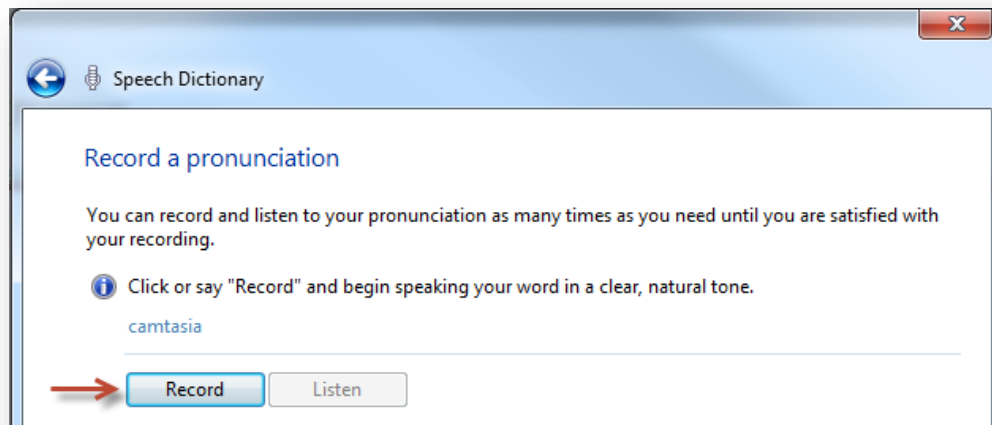 Speech Dictionary
Record a pronunciation
You can record and listen to your pronunciation as many times as you need until you are satisfied with
your recording.
Click or say "Record" and begin speaking your word in a clear, natural tone.
camtasia
Record Listen